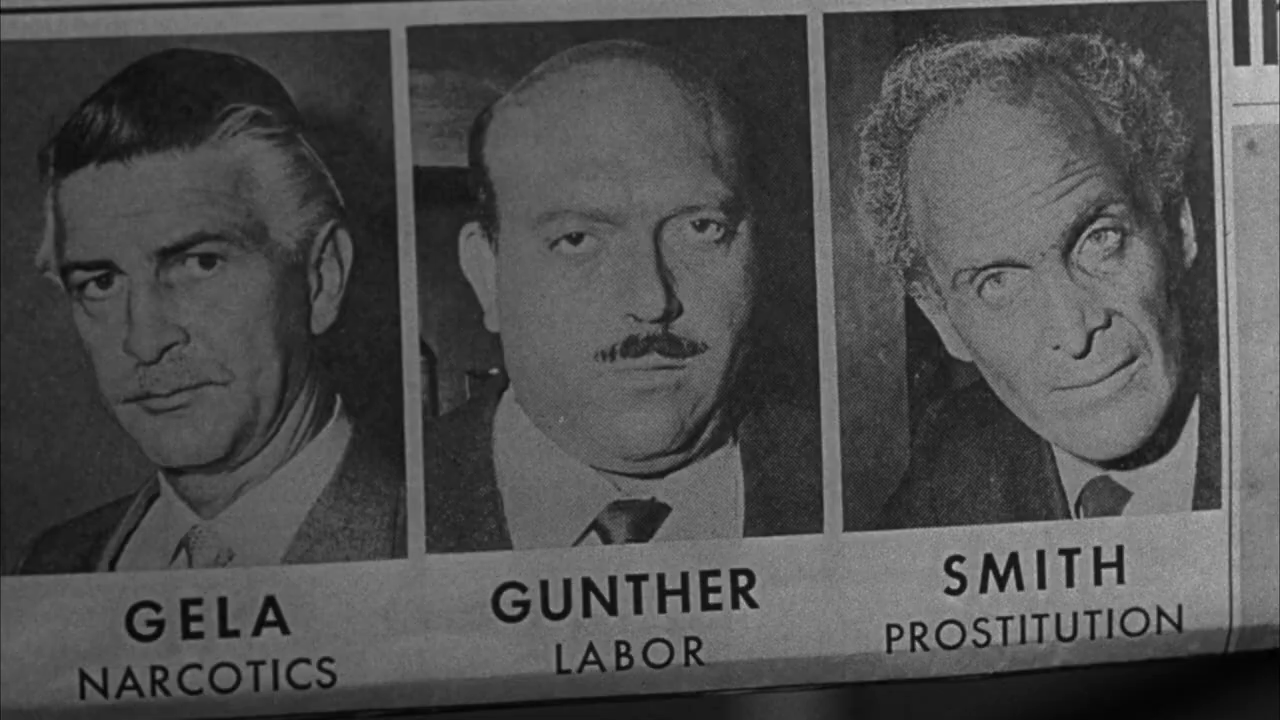 GELA
NARCOTICS
GUNTHER
LABOR
SMITH
PROSTITUTION